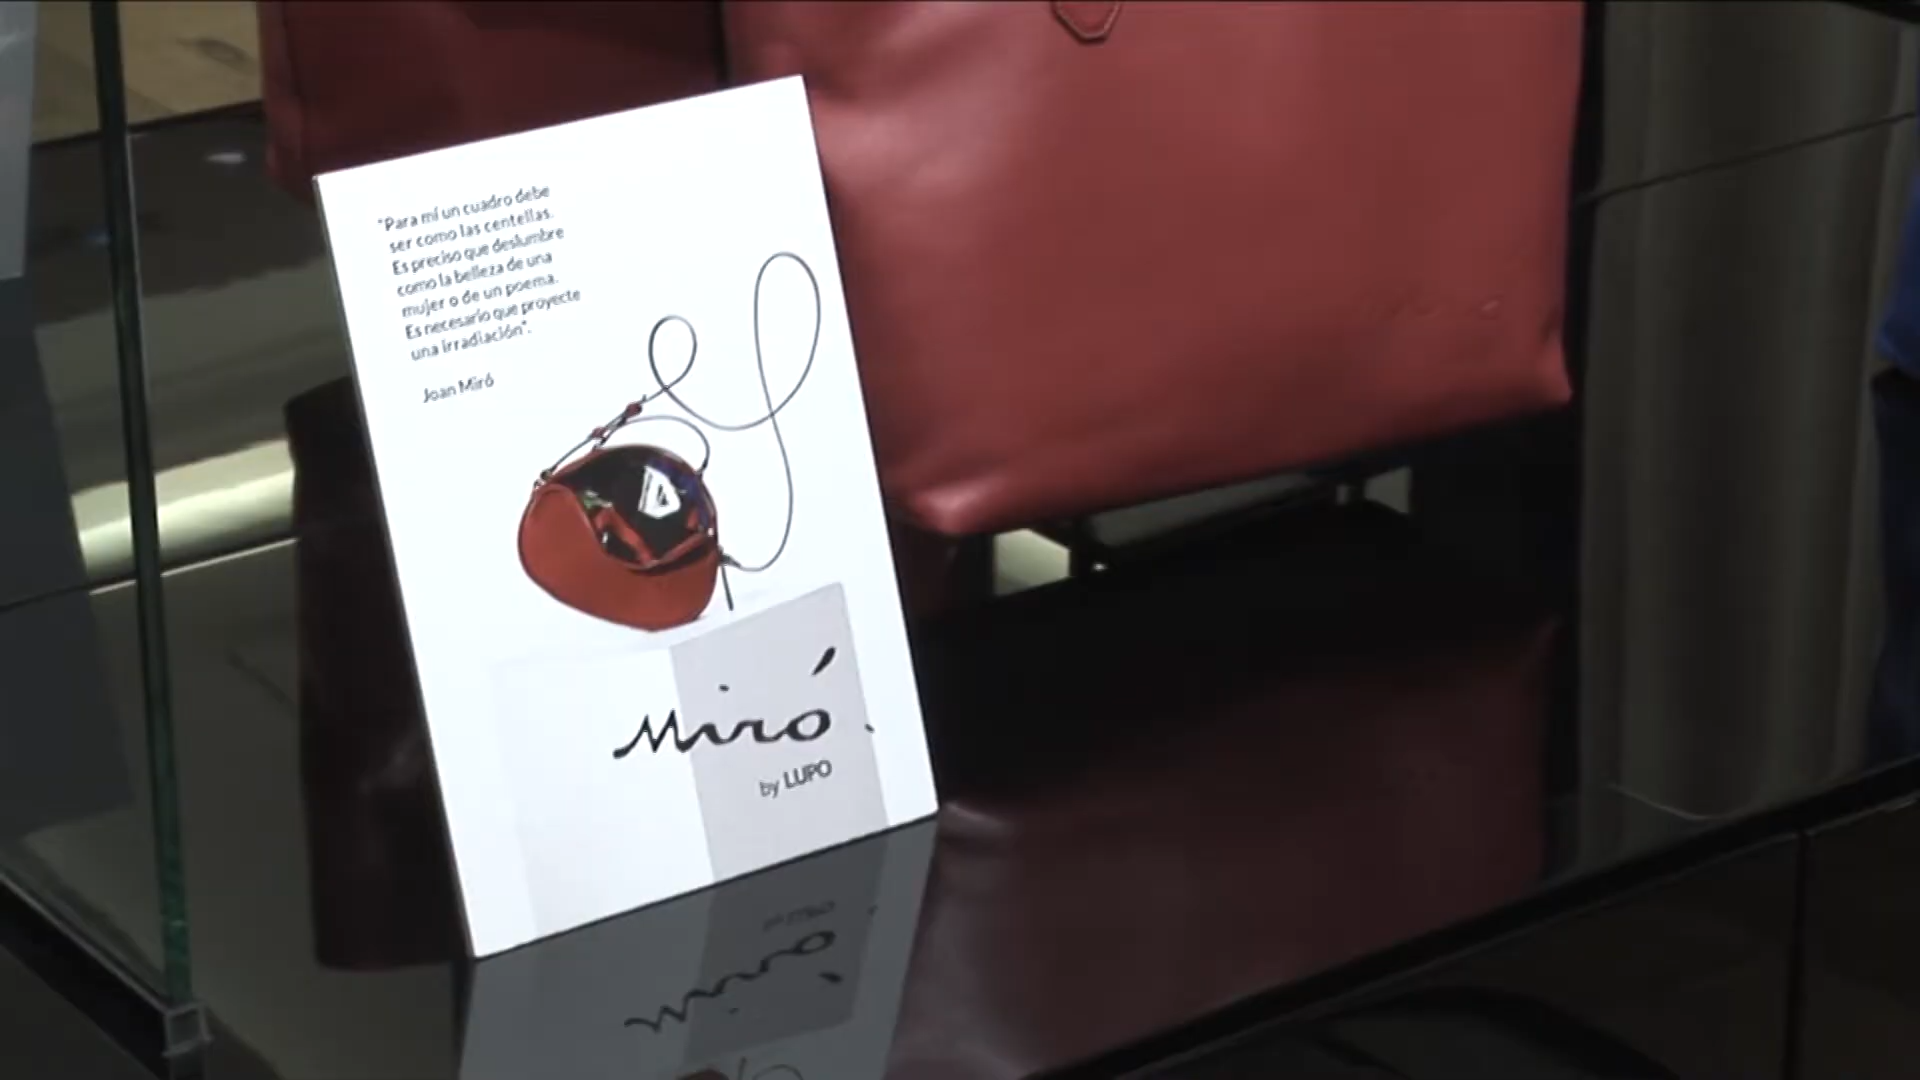 "Para mí un cuadro debe
ser como las centellas.
Es preciso que deslumbre
como la belleza de una
mujer o de un poema.
Es necesario que proyecte
una irradiación".
Joan Miró
Miró
by LUPO